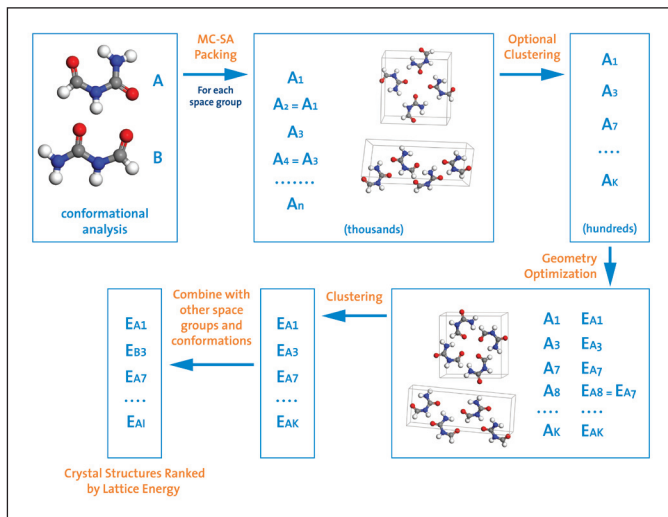 A
B
conformational
analysis
MC-SA
Packing
For each
space group
A1
A2 = A1
A3
A4 = A3
.......
An
(thousands)
Optional
Clustering
A1
A3
A7
....
AK
(hundreds)
Geometry
Optimization
A1 EA1
A3 EA3
A7 EA7
A8 EA8 = EA7
.... ....
AK EAK
Clustering
EA1
EA3
EA7
....
EAK
Combine with
other space
groups and
conformations
EA1
EB3
EA7
....
EAI
Crystal Structures Ranked
by Lattice Energy